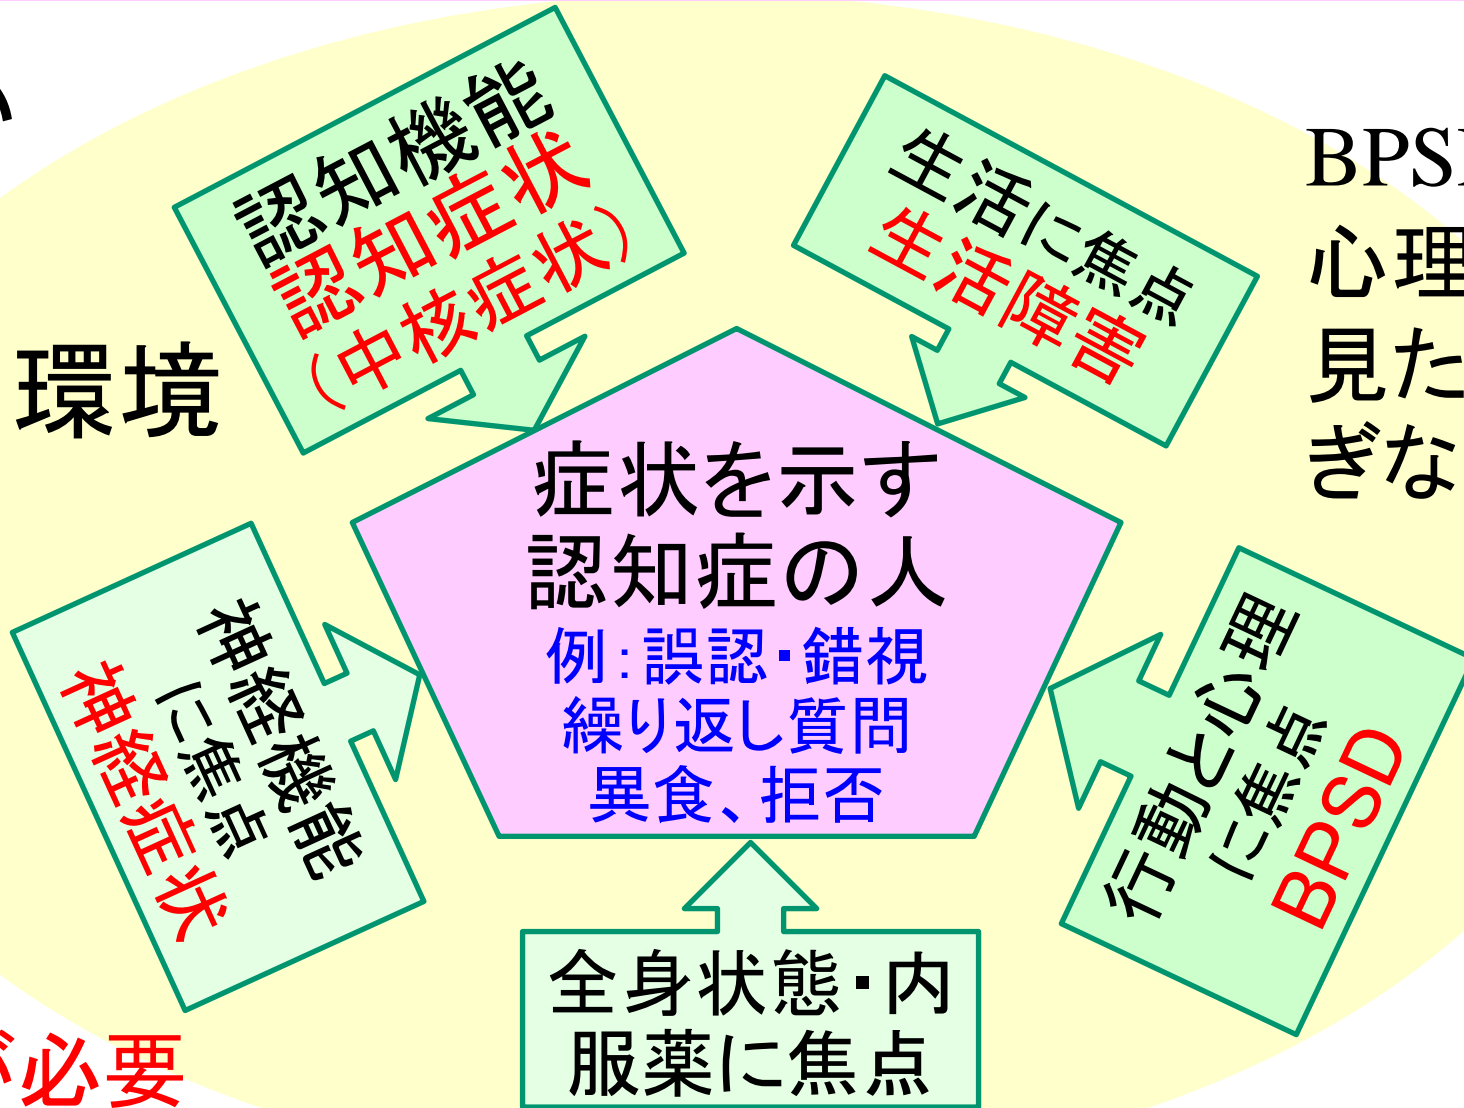 認知機能
認知症状
（中核症状）
生活に焦点
生活障害
BPS
心理
見た
ぎな
環境
症状を示す
認知症の人
例：誤認・錯視
繰り返し質問
異食、拒否
神経機能
に焦点
神経症状
行動と心理
に焦点
BPSD
全身状態・内
服薬に焦点
が必要